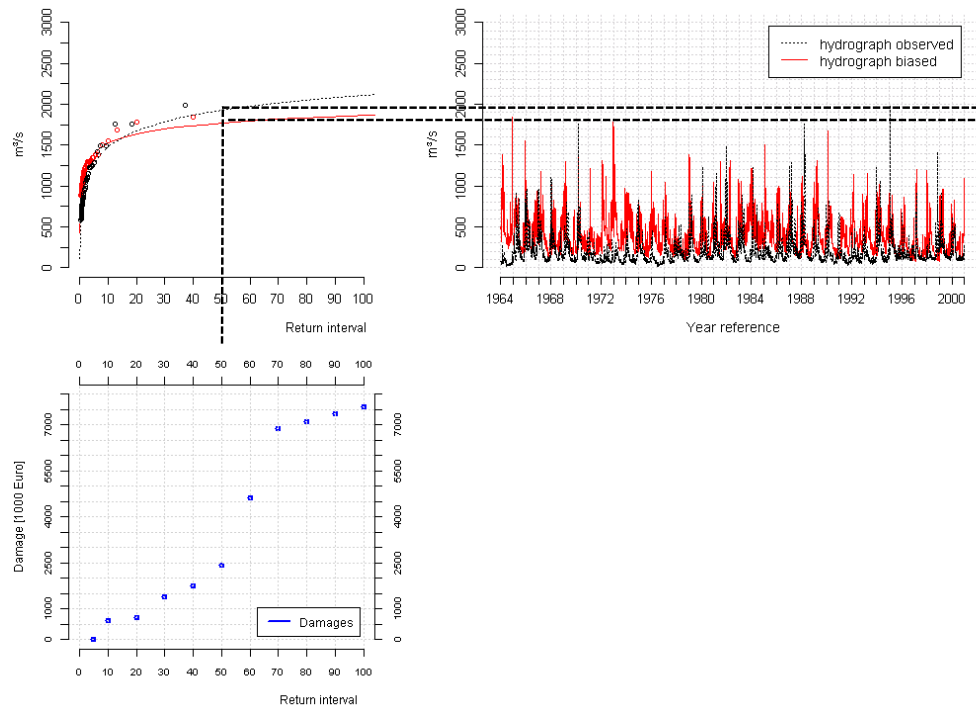 3000
2500
2000
1500
1000
500
0
m³/s
0 10 20 30 40 50 60 70 80 90 100
Return interval
3000
2500
2000
1500
1000
500
0
m³/s
hydrograph observed
hydrograph biased
1964 1968 1972 1976 1980 1984 1988 1992 1996 2000
Year reference
0 10 20 30 40 50 60 70 80 90 100
7000
5500
4000
2500
1000
0
Damage [1000 Euro]
7000
5500
4000
2500
1000
0
Damages
0 10 20 30 40 50 60 70 80 90 100
Return interval